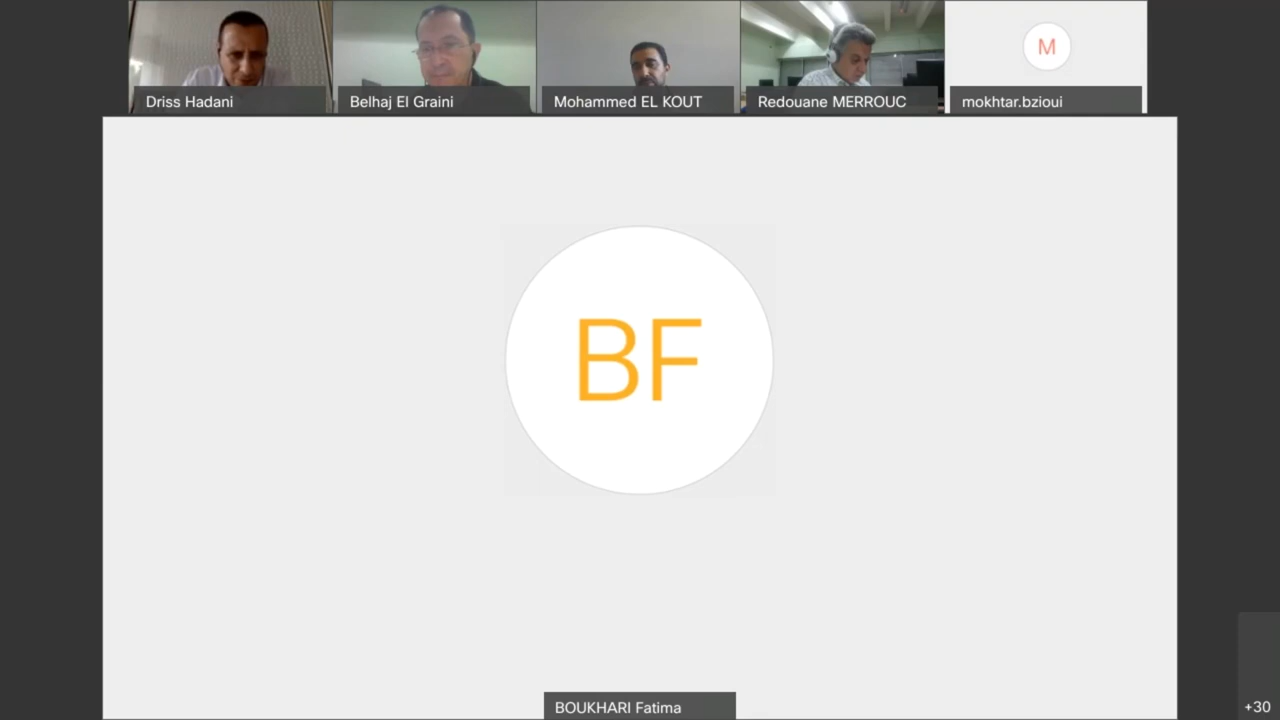 M
Driss Hadani
Belhaj El Graini
Mohammed EL KOUT
Redouane MERROUC
mokhtar.bzioui
BF
BOUKHARI Fatima
+30